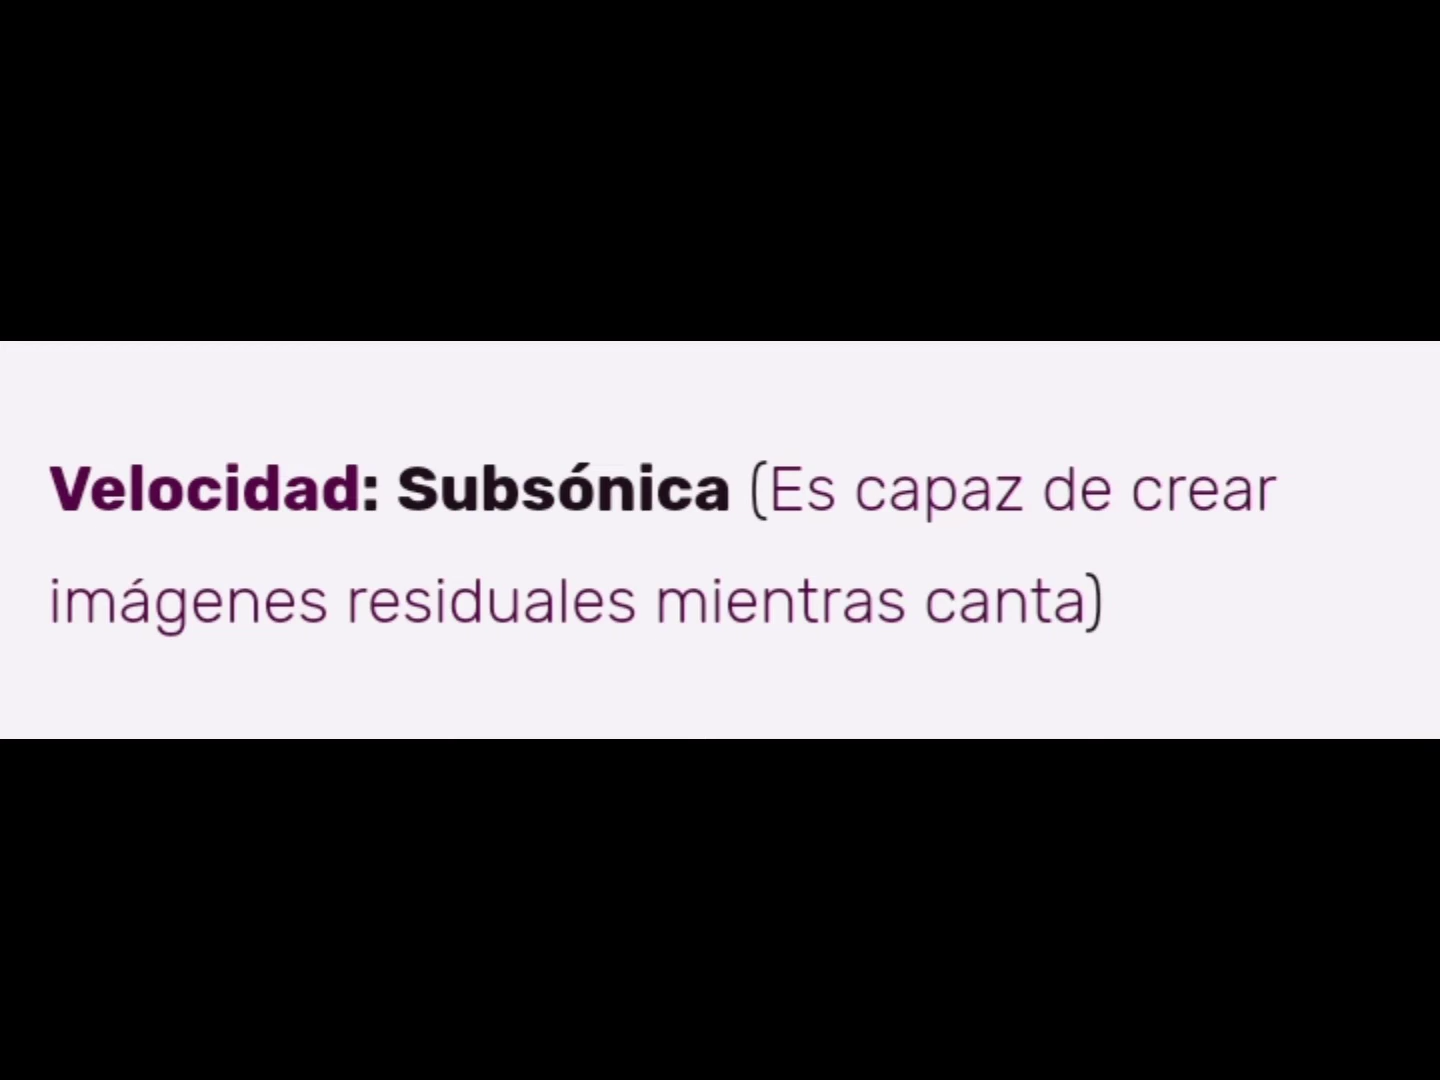 Velocidad: Subsónica (Es capaz de crear
imágenes residuales mientras canta)